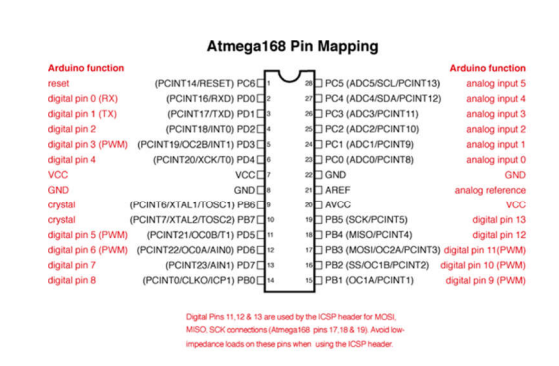 Atmega168 Pin Mapping
Arduino function Arduino function
reset (PCINT14/RESET) PC6 1 28 PC5 (ADC5/SCL/PCINT13) analog input 5
digital pin 0 (RX) (PCINT16/RXD) PD0 2 27 PC4 (ADC4/SDA/PCINT12) analog input 4
digital pin 1 (TX) (PCINT17/TXD) PD1 3 26 PC3 (ADC3/PCINT11) analog input 3
digital pin 2 (PCINT18/INT0) PD2 4 25 PC2 (ADC2/PCINT10) analog input 2
digital pin 3 (PWM) (PCINT19/OC2B/INT1) PD3 5 24 PC1 (ADC1/PCINT9) analog input 1
digital pin 4 (PCINT20/XCK/T0) PD4 6 23 PC0 (ADC0/PCINT8) analog input 0
VCC VCC 7 22 GND GND
GND GND 8 21 AREF analog reference
crystal (PCINT6/XTAL1/TOSC1) PB6 9 20 AVCC VCC
crystal (PCINT7/XTAL2/TOSC2) PB7 10 19 PB5 (SCK/PCINT5) digital pin 13
digital pin 5 (PWM) (PCINT21/OC0B/T1) PD5 11 18 PB4 (MISO/PCINT4) digital pin 12
digital pin 6 (PWM) (PCINT22/OC0A/AIN0) PD6 12 17 PB3 (MOSI/OC2A/PCINT3) digital pin 11(PWM)
digital pin 7 (PCINT23/AIN1) PD7 13 16 PB2 (SS/OC1B/PCINT2) digital pin 10 (PWM)
digital pin 8 (PCINT0/CLKO/ICP1) PB0 14 15 PB1 (OC1A/PCINT1) digital pin 9 (PWM)
Digital Pins 11,12 & 13 are used by the ICSP header for MOSI,
MISO, SCK connections (Atmega168 pins 17,18 & 19). Avoid low-
impedance loads on these pins when using the ICSP header.